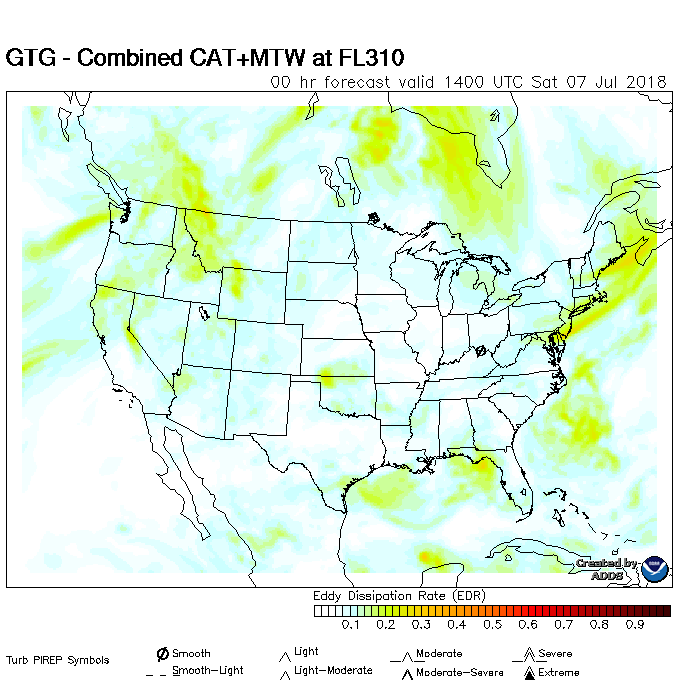 GTG - Combined CAT+MTW at FL310
00 hr forecast valid 1400 UTC Sat 07 Jul 2018
Created by
ADDS
Eddy Dissipation Rate (EDR)
0.1 0.2 0.3 0.4 0.5 0.6 0.7 0.8 0.9
Turb PIREP Symbols
Smooth Light Moderate Severe
Smooth-Light Light-Moderate Moderate-Severe Extreme